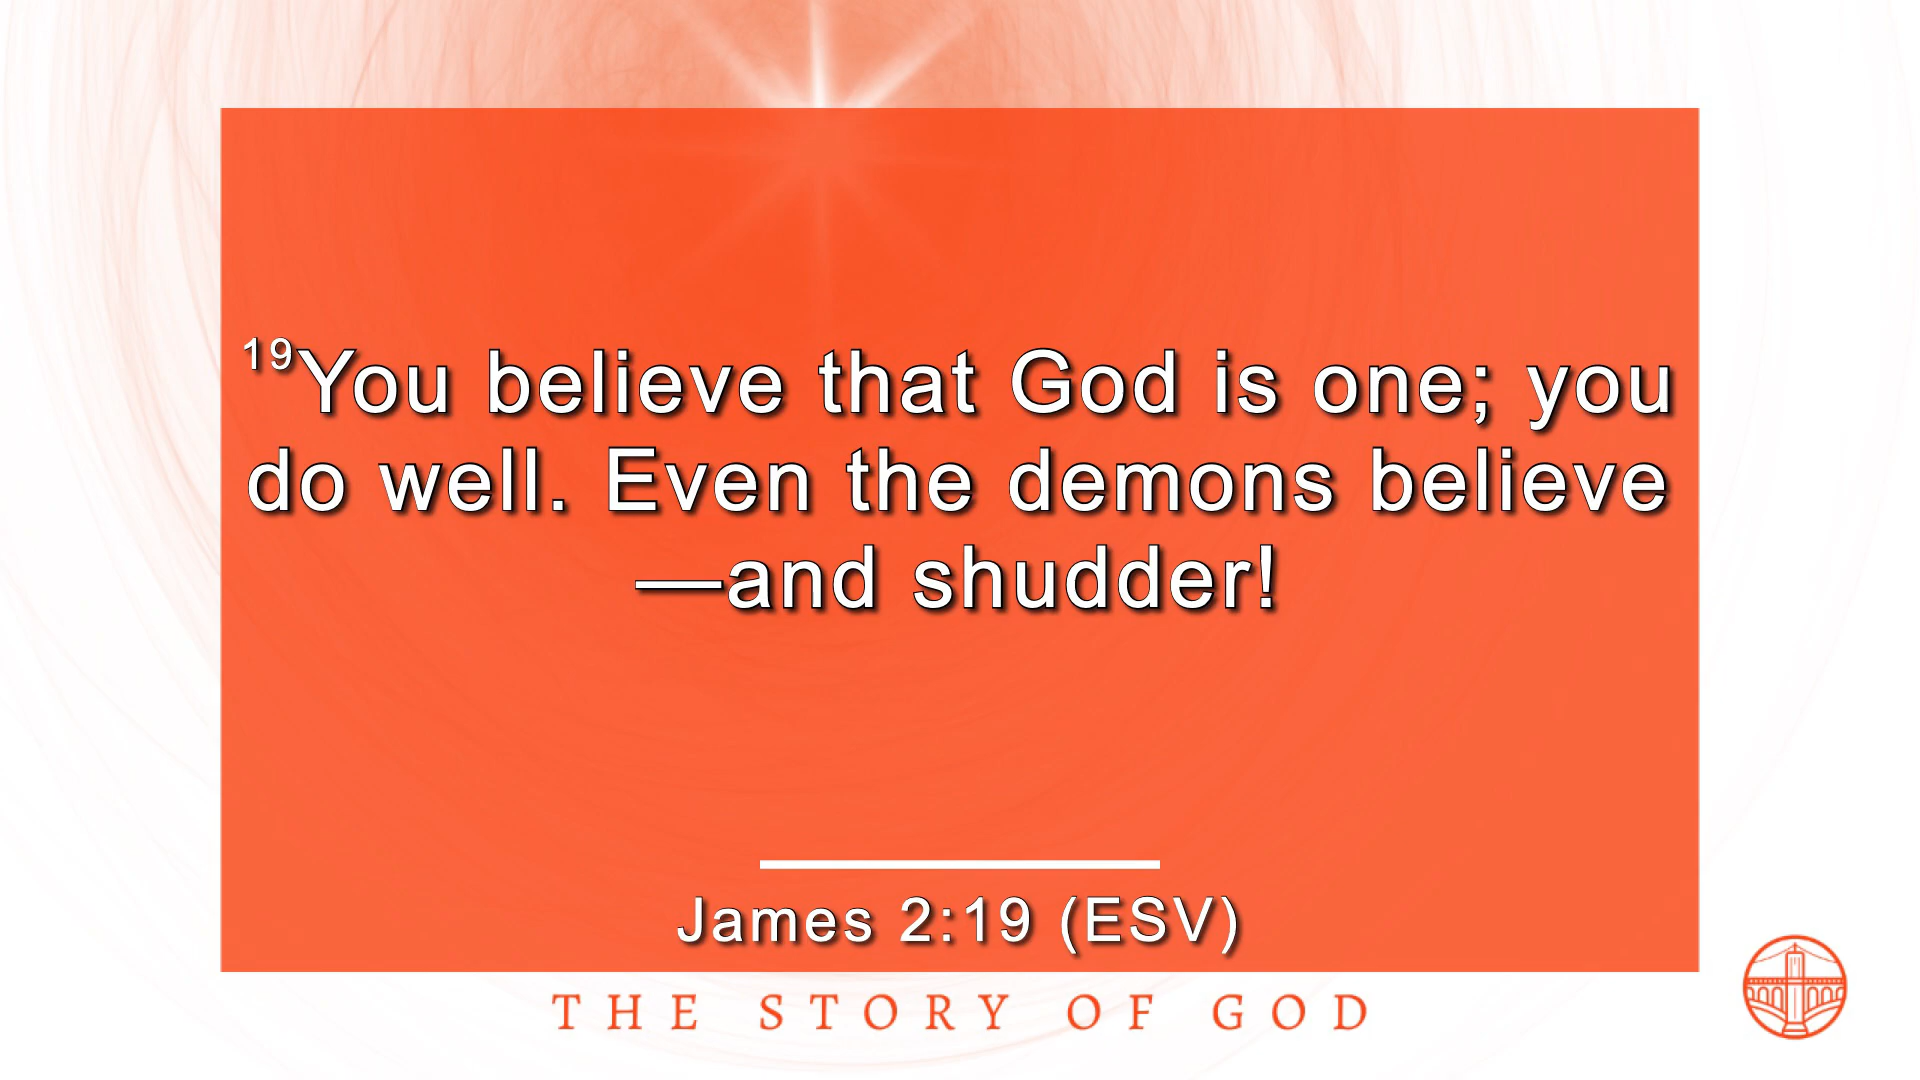 19You believe that God is one; you
do well. Even the demons believe
—and shudder!
James 2:19 (ESV)
THE STORY OF GOD